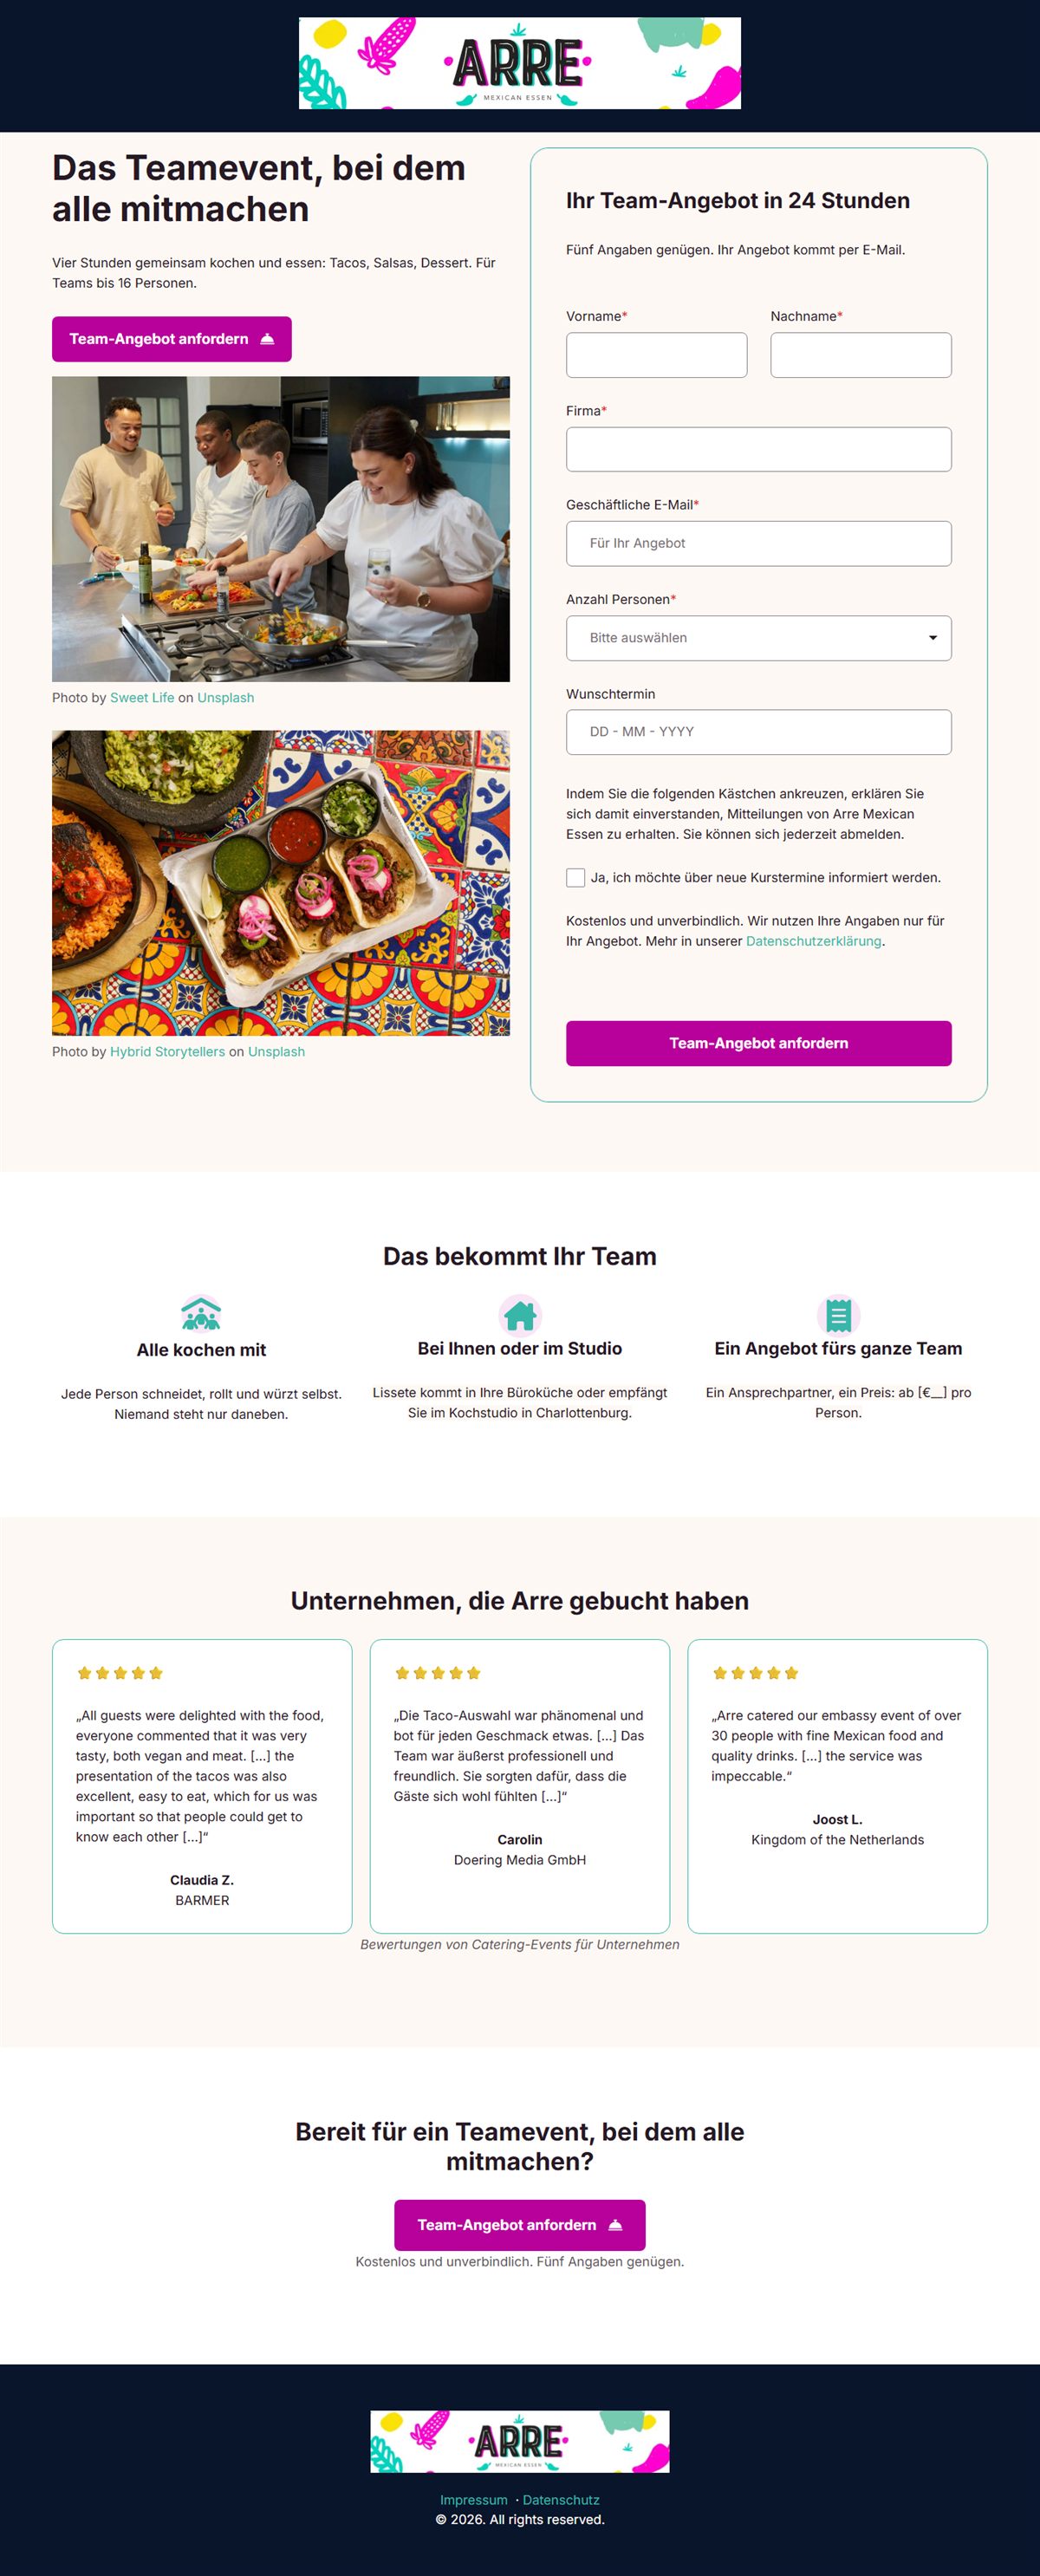 ARRE
MEXICAN ESSEN
Das Teamevent, bei dem
alle mitmachen
Vier Stunden gemeinsam kochen und essen: Tacos, Salsas, Dessert. Für
Teams bis 16 Personen.
Team-Angebot anfordern
Photo by Sweet Life on Unsplash
Photo by Hybrid Storytellers on Unsplash
Ihr Team-Angebot in 24 Stunden
Fünf Angaben genügen. Ihr Angebot kommt per E-Mail.
Vorname* Nachname*
Firma*
Geschäftliche E-Mail*
Für Ihr Angebot
Anzahl Personen*
Bitte auswählen
Wunschtermin
DD - MM - YYYY
Indem Sie die folgenden Kästchen ankreuzen, erklären Sie
sich damit einverstanden, Mitteilungen von Arre Mexican
Essen zu erhalten. Sie können sich jederzeit abmelden.
Ja, ich möchte über neue Kurstermine informiert werden.
Kostenlos und unverbindlich. Wir nutzen Ihre Angaben nur für
Ihr Angebot. Mehr in unserer Datenschutzerklärung.
Team-Angebot anfordern
Das bekommt Ihr Team
Alle kochen mit
Jede Person schneidet, rollt und würzt selbst.
Niemand steht nur daneben.
Bei Ihnen oder im Studio
Lissete kommt in Ihre Büroküche oder empfängt
Sie im Kochstudio in Charlottenburg.
Ein Angebot fürs ganze Team
Ein Ansprechpartner, ein Preis: ab [€__] pro
Person.
Unternehmen, die Arre gebucht haben
„All guests were delighted with the food,
everyone commented that it was very
tasty, both vegan and meat. [...] the
presentation of the tacos was also
excellent, easy to eat, which for us was
important so that people could get to
know each other [...]“
Claudia Z.
BARMER
„Die Taco-Auswahl war phänomenal und
bot für jeden Geschmack etwas. [...] Das
Team war äußerst professionell und
freundlich. Sie sorgten dafür, dass die
Gäste sich wohl fühlten [...]“
Carolin
Doering Media GmbH
„Arre catered our embassy event of over
30 people with fine Mexican food and
quality drinks. [...] the service was
impeccable.“
Joost L.
Kingdom of the Netherlands
Bewertungen von Catering-Events für Unternehmen
Bereit für ein Teamevent, bei dem alle
mitmachen?
Team-Angebot anfordern
Kostenlos und unverbindlich. Fünf Angaben genügen.
ARRE
MEXICAN ESSEN
Impressum · Datenschutz
© 2026. All rights reserved.